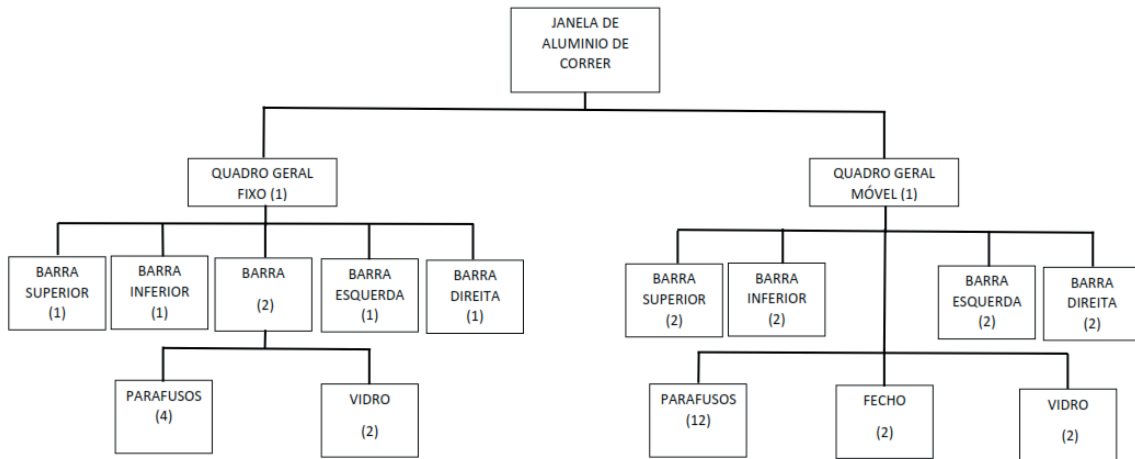 JANELA DE
ALUMINIO DE
CORRER
QUADRO GERAL
FIXO (1)
QUADRO GERAL
MÓVEL (1)
BARRA
SUPERIOR
(1)
BARRA
INFERIOR
(1)
BARRA
(2)
BARRA
ESQUERDA
(1)
BARRA
DIREITA
(1)
BARRA
SUPERIOR
(2)
BARRA
INFERIOR
(2)
BARRA
ESQUERDA
(2)
BARRA
DIREITA
(2)
PARAFUSOS
(4)
VIDRO
(2)
PARAFUSOS
(12)
FECHO
(2)
VIDRO
(2)